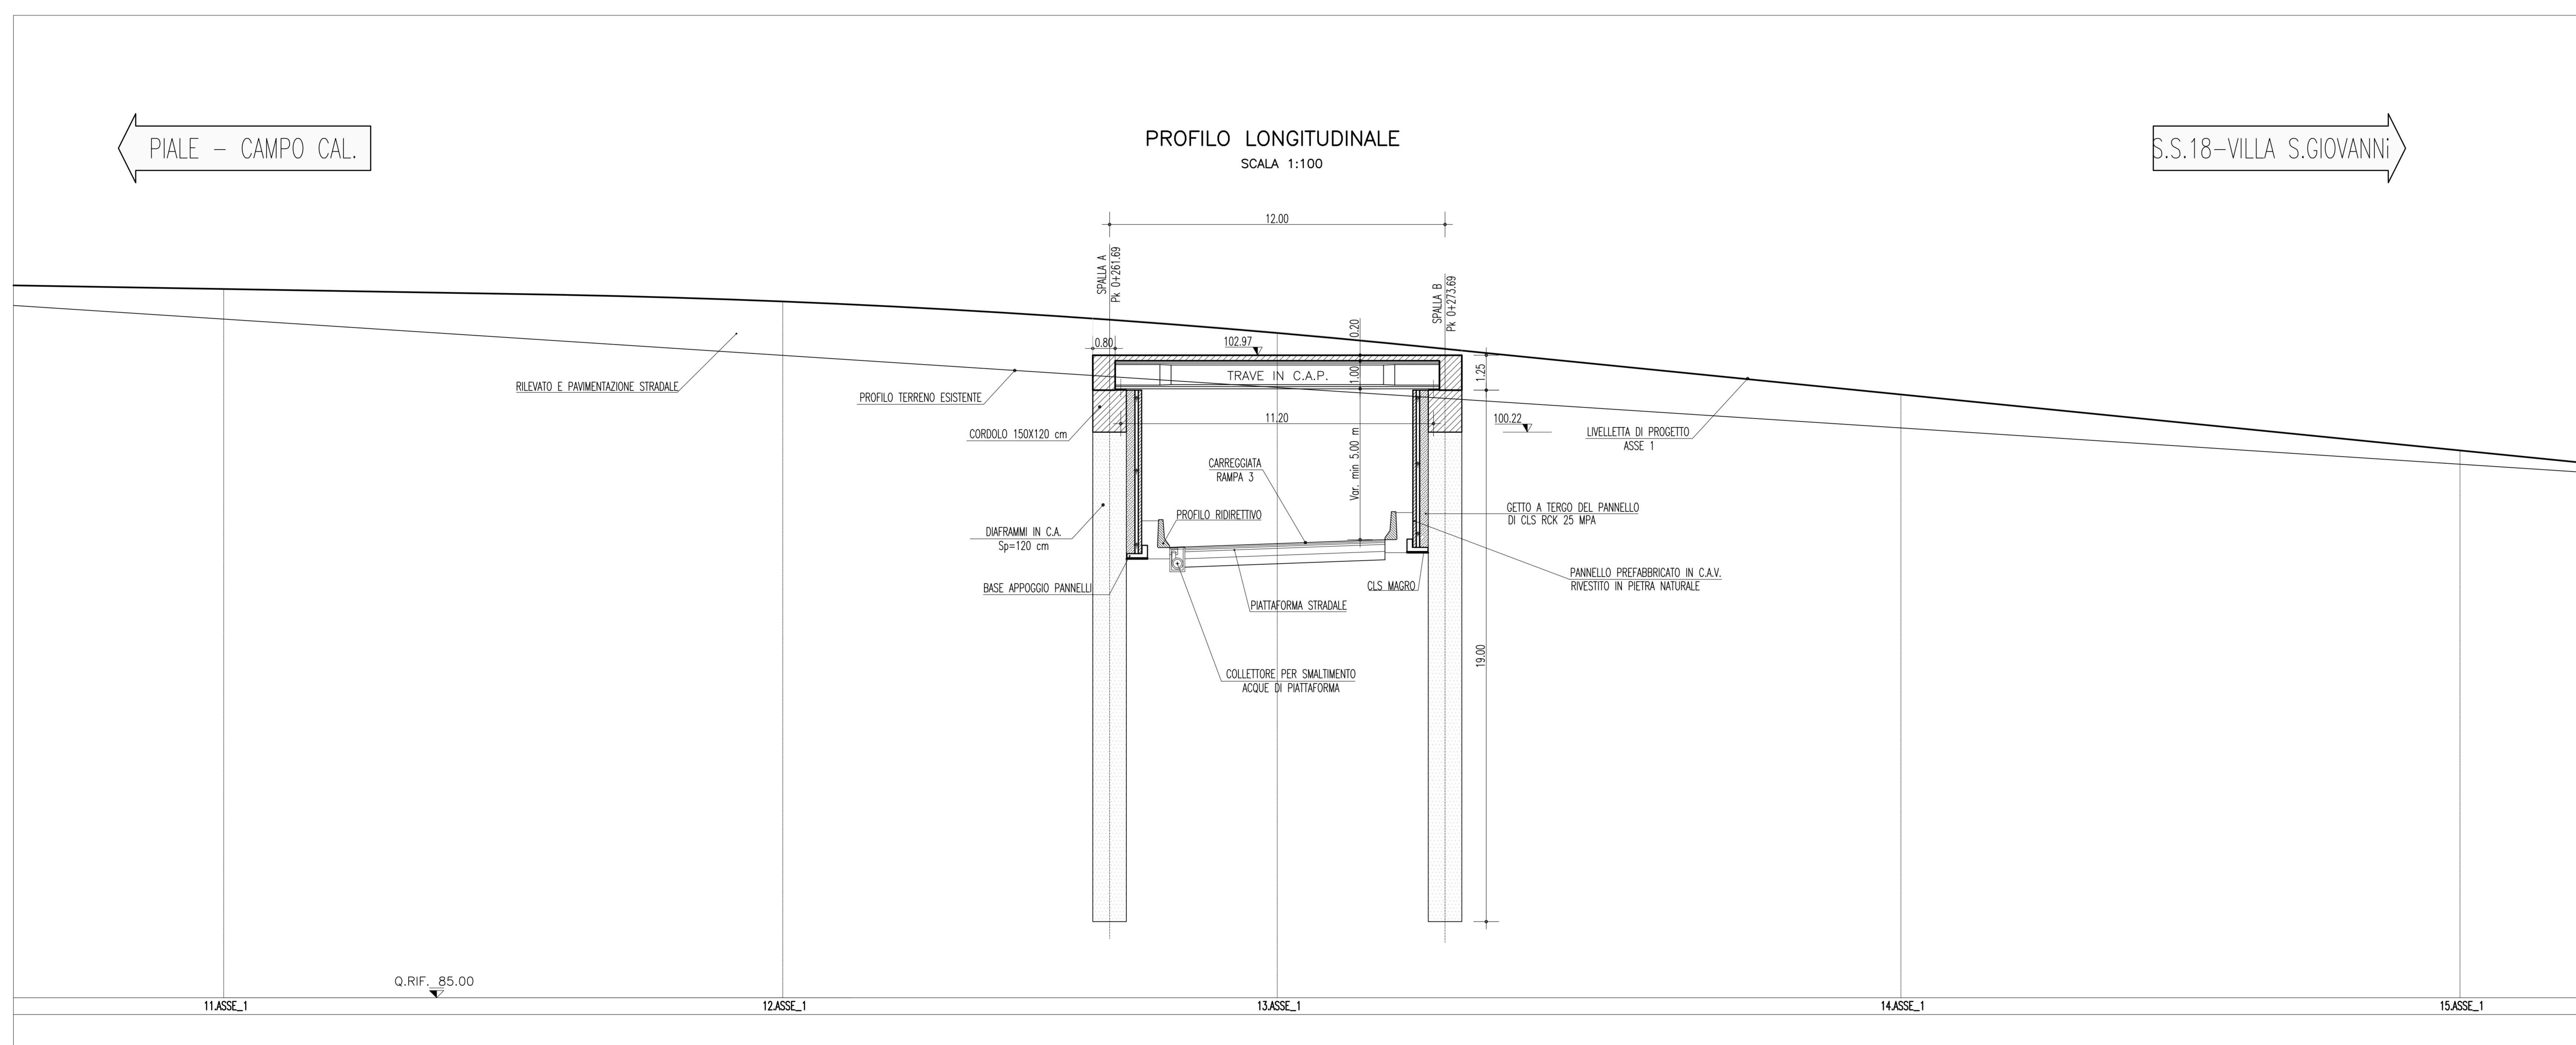 PIALE - CAMPO CAL.
PROFILO LONGITUDINALE
SCALA 1:100
S.S.18-VILLA S.GIOVANNi
12.00
SPALLA A
Pk 0+261.69
SPALLA B
Pk 0+273.69
0.20
0.80
102.97
1.00
TRAVE IN C.A.P.
1.25
RILEVATO E PAVIMENTAZIONE STRADALE
PROFILO TERRENO ESISTENTE
CORDOLO 150X120 cm
11.20
100.22
LIVELLETTA DI PROGETTO
ASSE 1
Var. min 5.00 m
CARREGGIATA
RAMPA 3
PROFILO RIDIRETTIVO
GETTO A TERGO DEL PANNELLO
DI CLS RCK 25 MPA
DIAFRAMMI IN C.A.
Sp=120 cm
BASE APPOGGIO PANNELLI
CLS MAGRO
PANNELLO PREFABBRICATO IN C.A.V.
RIVESTITO IN PIETRA NATURALE
PIATTAFORMA STRADALE
19.00
COLLETTORE PER SMALTIMENTO
ACQUE DI PIATTAFORMA
Q.RIF. 85.00
11.ASSE_1
12.ASSE_1
13.ASSE_1
14.ASSE_1
15.ASSE_1